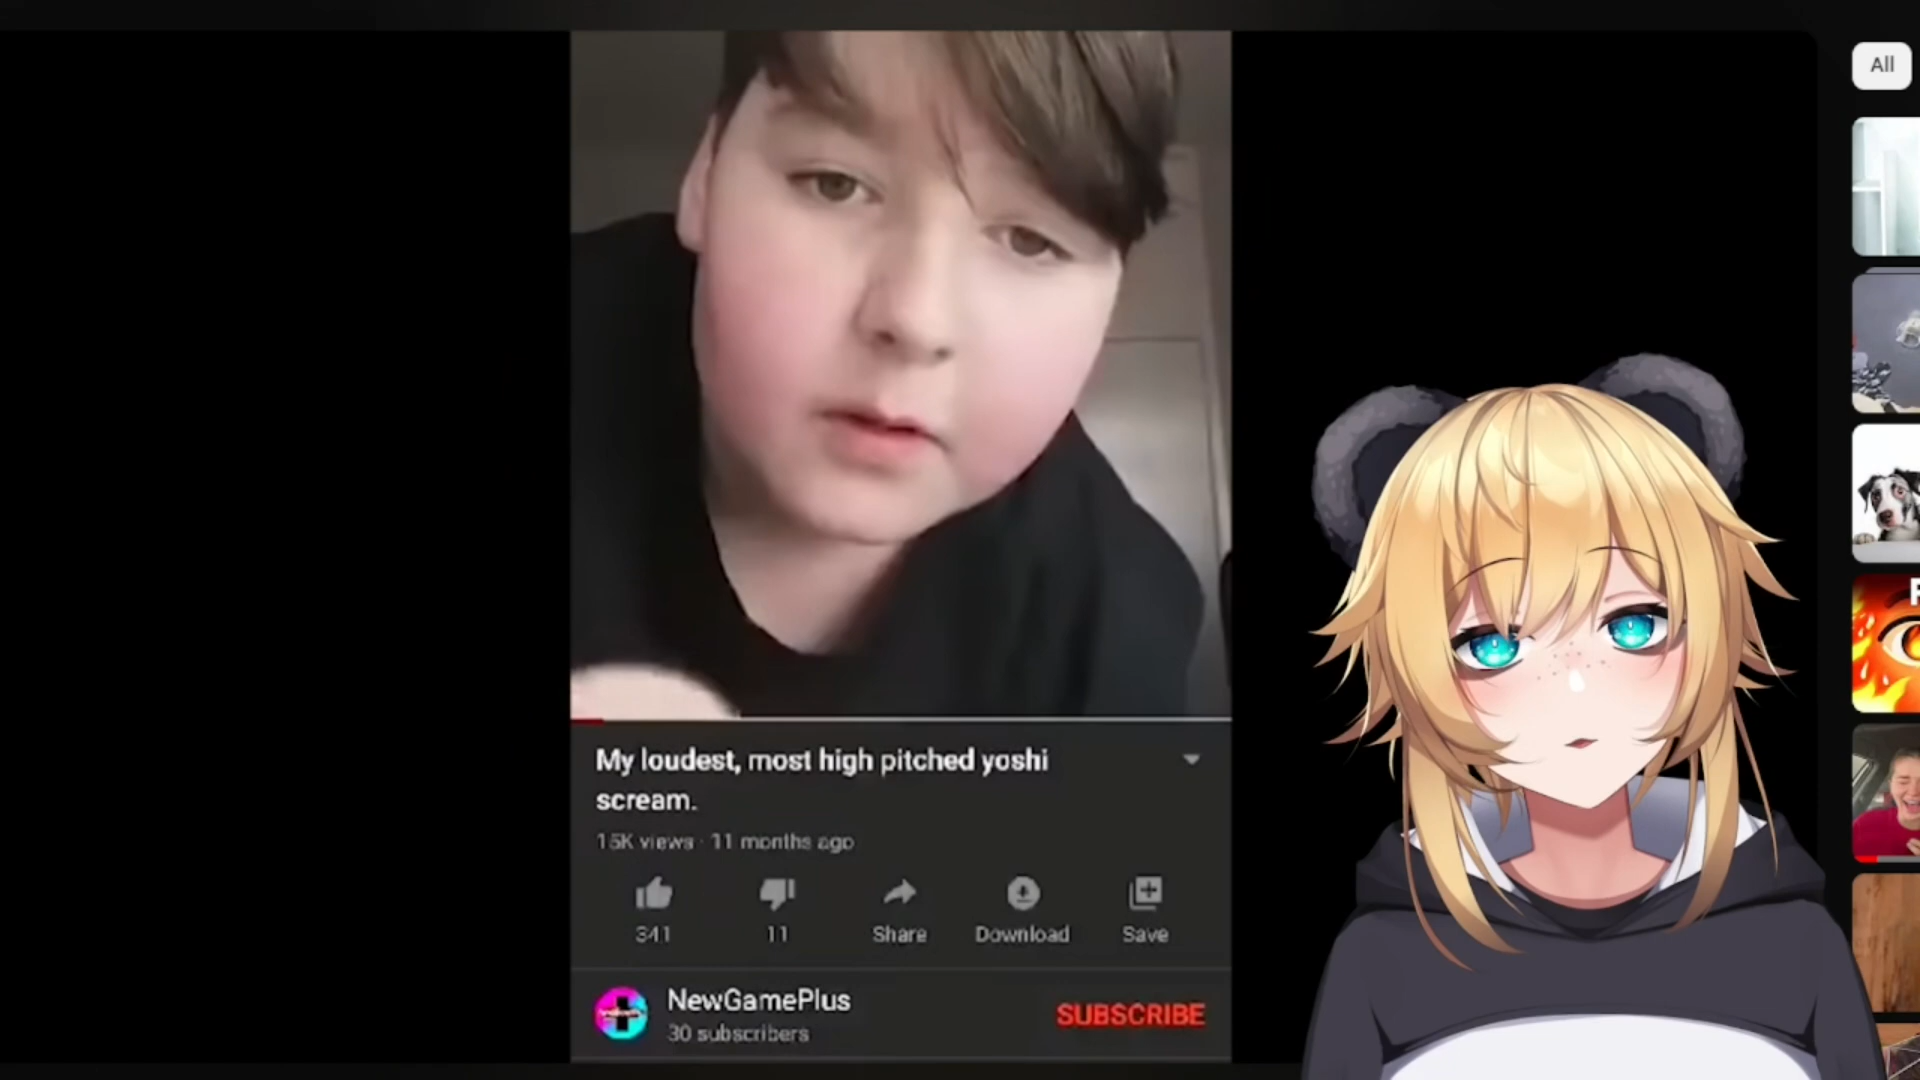 All
My loudest, most high pitched yoshi
scream.
15K views · 11 months ago
341
11
Share
Download
Save
NewGamePlus
30 subscribers
SUBSCRIBE